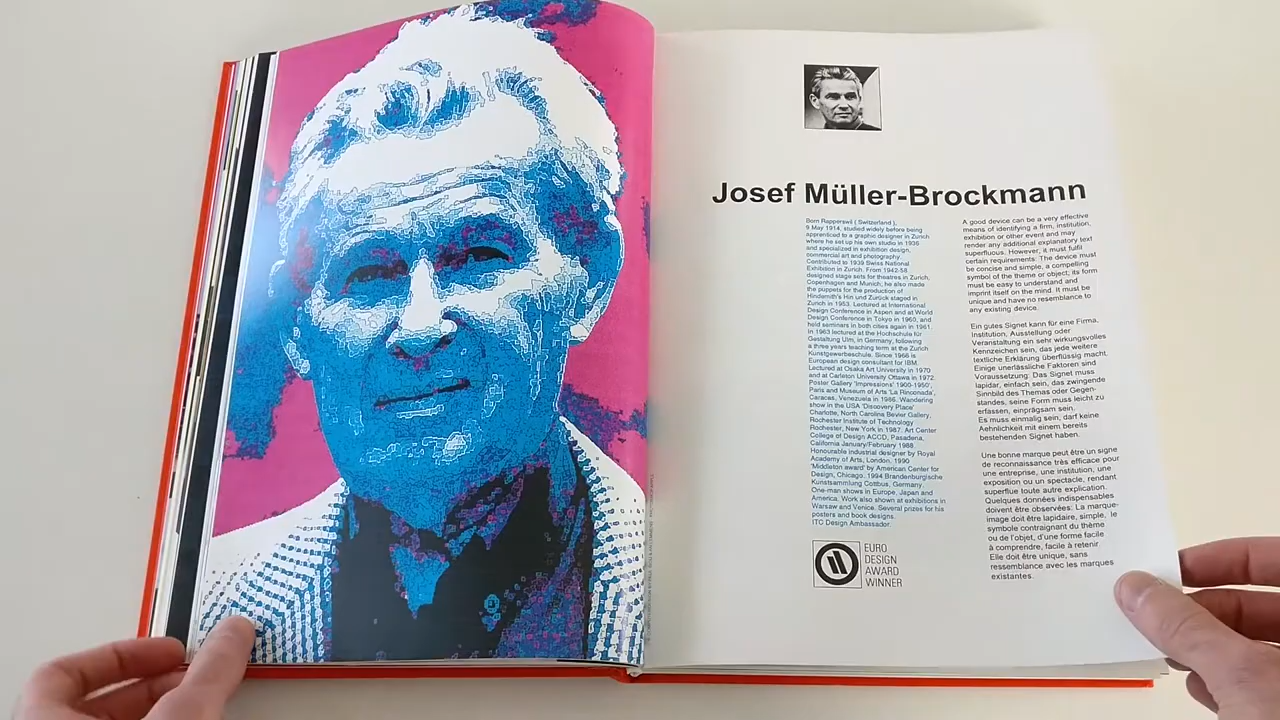 Josef Müller-Brockmann
Born Rapperswil ( Switzerland ),
9 May 1914, studied widely before being
apprenticed to a graphic designer in Zurich
where he set up his own studio in 1936
and specialized in exhibition design,
commercial art and photography.
Contributed to 1939 Swiss National
Exhibition in Zurich. From 1942-58
designed stage sets for theatres in Zurich,
Copenhagen and Munich; he also made
the puppets for the production of
Hindemith's Hin und Zurück staged in
Zurich in 1953. Lectured at International
Design Conference in Aspen and at World
Design Conference in Tokyo in 1960, and
held seminars in both cities again in 1961.
In 1963 lectured at the Hochschule für
Gestaltung Ulm, in Germany, following
a three years teaching term at the Zurich
Kunstgewerbeschule. Since 1966 is
European design consultant for IBM.
Lectured at Osaka Art University in 1970
and at Carleton University Ottawa in 1972.
Poster Gallery 'Impressions' 1900-1950',
Paris and Museum of Arts 'La Rinconada',
Caracas, Venezuela in 1986. Wandering
show in the USA 'Discovery Place'
Charlotte, North Carolina Bevier Gallery,
Rochester Institute of Technology
Rochester, New York in 1987. Art Center
College of Design ACCD, Pasadena,
California January/February 1988.
Honourable industrial designer by Royal
Academy of Arts, London. 1990
'Middleton award' by American Center for
Design, Chicago. 1994 Brandenburgische
Kunstsammlung Cottbus, Germany.
One-man shows in Europe, Japan and
America. Work also shown at exhibitions in
Warsaw and Venice. Several prizes for his
posters and book designs.
ITC Design Ambassador.
EURO
DESIGN
AWARD
WINNER
A good device can be a very effective
means of identifying a firm, institution,
exhibition or other event and may
render any additional explanatory text
superfluous. However, it must fulfil
certain requirements: The device must
be concise and simple, a compelling
symbol of the theme or object; its form
must be easy to understand and
imprint itself on the mind. It must be
unique and have no resemblance to
any existing device.
Ein gutes Signet kann für eine Firma,
Institution, Ausstellung oder
Veranstaltung ein sehr wirkungsvolles
Kennzeichen sein, das jede weitere
textliche Erklärung überflüssig macht.
Einige unerlässliche Faktoren sind
Voraussetzung: Das Signet muss
lapidar, einfach sein, das zwingende
Sinnbild des Themas oder Gegen-
standes, seine Form muss leicht zu
erfassen, einprägsam sein.
Es muss einmalig sein, darf keine
Aehnlichkeit mit einem bereits
bestehenden Signet haben.
Une bonne marque peut être un signe
de reconnaissance très efficace pour
une entreprise, une institution, une
exposition ou un spectacle, rendant
superflue toute autre explication.
Quelques données indispensables
doivent être observées: La marque-
image doit être lapidaire, simple, le
symbole contraignant du thème
ou de l'objet, d'une forme facile
à comprendre, facile à retenir.
Elle doit être unique, sans
ressemblance avec les marques
existantes.